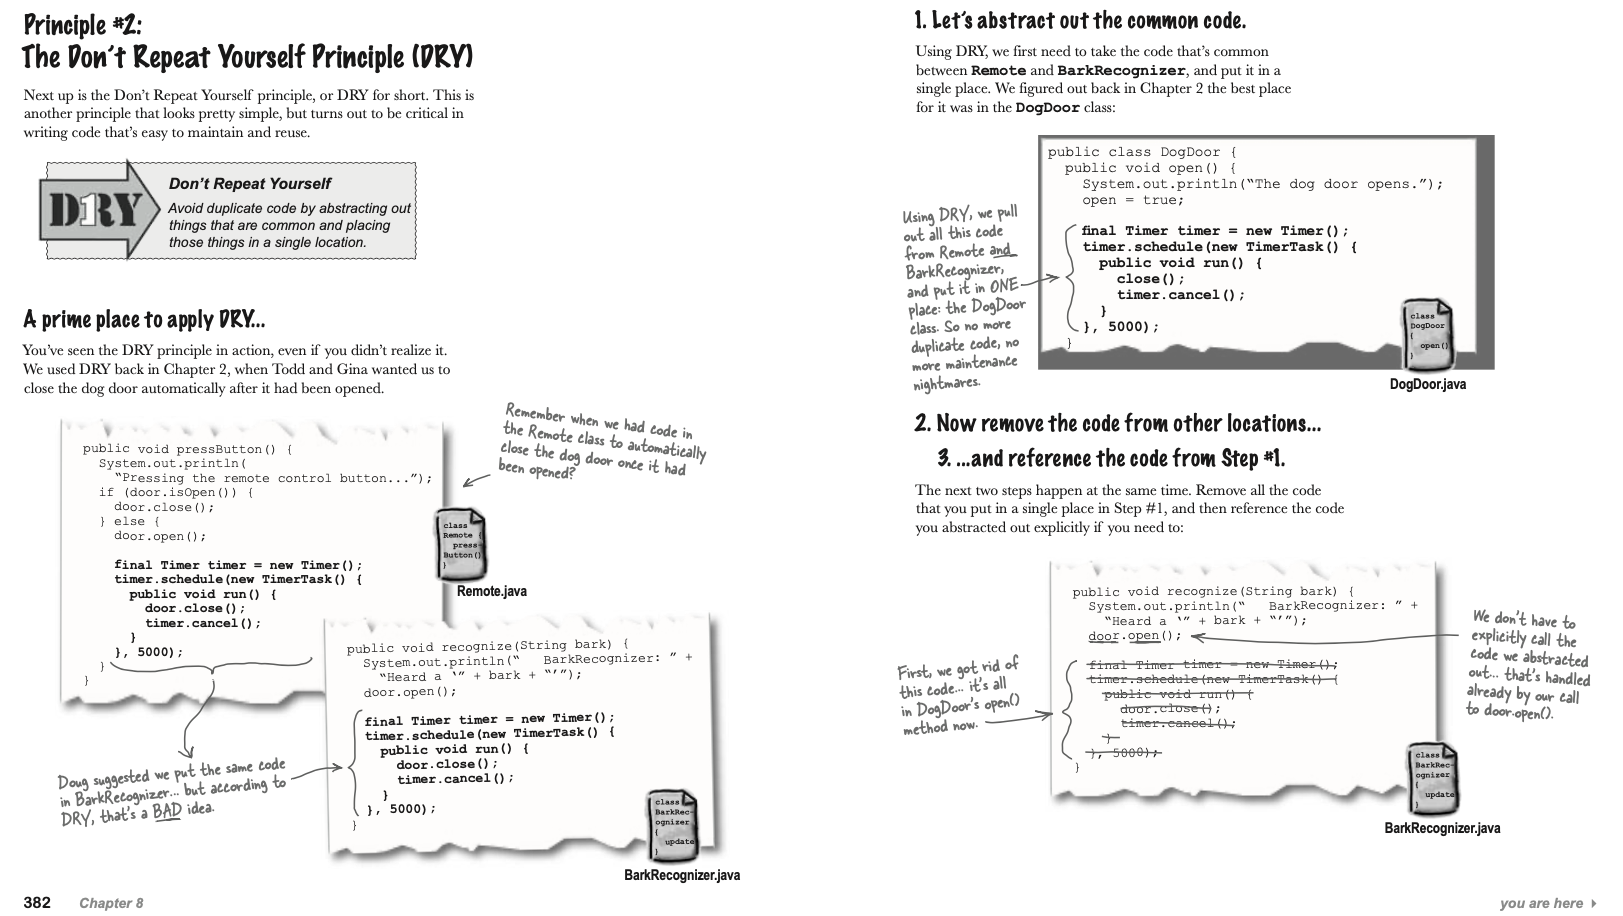 Principle #2:
The Don't Repeat Yourself Principle (DRY)
Next up is the Don't Repeat Yourself principle, or DRY for short. This is
another principle that looks pretty simple, but turns out to be critical in
writing code that's easy to maintain and reuse.
DRY
Don't Repeat Yourself
Avoid duplicate code by abstracting out
things that are common and placing
those things in a single location.
A prime place to apply DRY...
You've seen the DRY principle in action, even if you didn't realize it.
We used DRY back in Chapter 2, when Todd and Gina wanted us to
close the dog door automatically after it had been opened.
public void pressButton() {
System.out.println(
"Pressing the remote control button...");
if (door.isOpen()) {
door.close();
} else {
door.open();
final Timer timer = new Timer();
timer.schedule(new TimerTask() {
public void run() {
door.close();
timer.cancel();
}
}, 5000);
}
}
Remember when we had code in
the Remote class to automatically
close the dog door once it had
been opened?
class
Remote {
press-
Button()
}
Remote.java
public void recognize(String bark) {
System.out.println("   BarkRecognizer: " +
"Heard a '" + bark + "'");
door.open();
final Timer timer = new Timer();
timer.schedule(new TimerTask() {
public void run() {
door.close();
timer.cancel();
}
}, 5000);
}
Doug suggested we put the same code
in BarkRecognizer... but according to
DRY, that's a BAD idea.
class
BarkRec-
ognizer
{
update
}
BarkRecognizer.java
382 Chapter 8
1. Let's abstract out the common code.
Using DRY, we first need to take the code that's common
between Remote and BarkRecognizer, and put it in a
single place. We figured out back in Chapter 2 the best place
for it was in the DogDoor class:
public class DogDoor {
public void open() {
System.out.println("The dog door opens.");
open = true;
final Timer timer = new Timer();
timer.schedule(new TimerTask() {
public void run() {
close();
timer.cancel();
}
}, 5000);
}
Using DRY, we pull
out all this code
from Remote and
BarkRecognizer,
and put it in ONE
place: the DogDoor
class. So no more
duplicate code, no
more maintenance
nightmares.
class
DogDoor
{
open()
}
DogDoor.java
2. Now remove the code from other locations...
3. ...and reference the code from Step #1.
The next two steps happen at the same time. Remove all the code
that you put in a single place in Step #1, and then reference the code
you abstracted out explicitly if you need to:
public void recognize(String bark) {
System.out.println("   BarkRecognizer: " +
"Heard a '" + bark + "'");
door.open();
final Timer timer = new Timer();
timer.schedule(new TimerTask() {
public void run() {
door.close();
timer.cancel();
}
}, 5000);
}
First, we got rid of
this code... it's all
in DogDoor's open()
method now.
We don't have to
explicitly call the
code we abstracted
out... that's handled
already by our call
to door.open().
class
BarkRec-
ognizer
{
update
}
BarkRecognizer.java
you are here